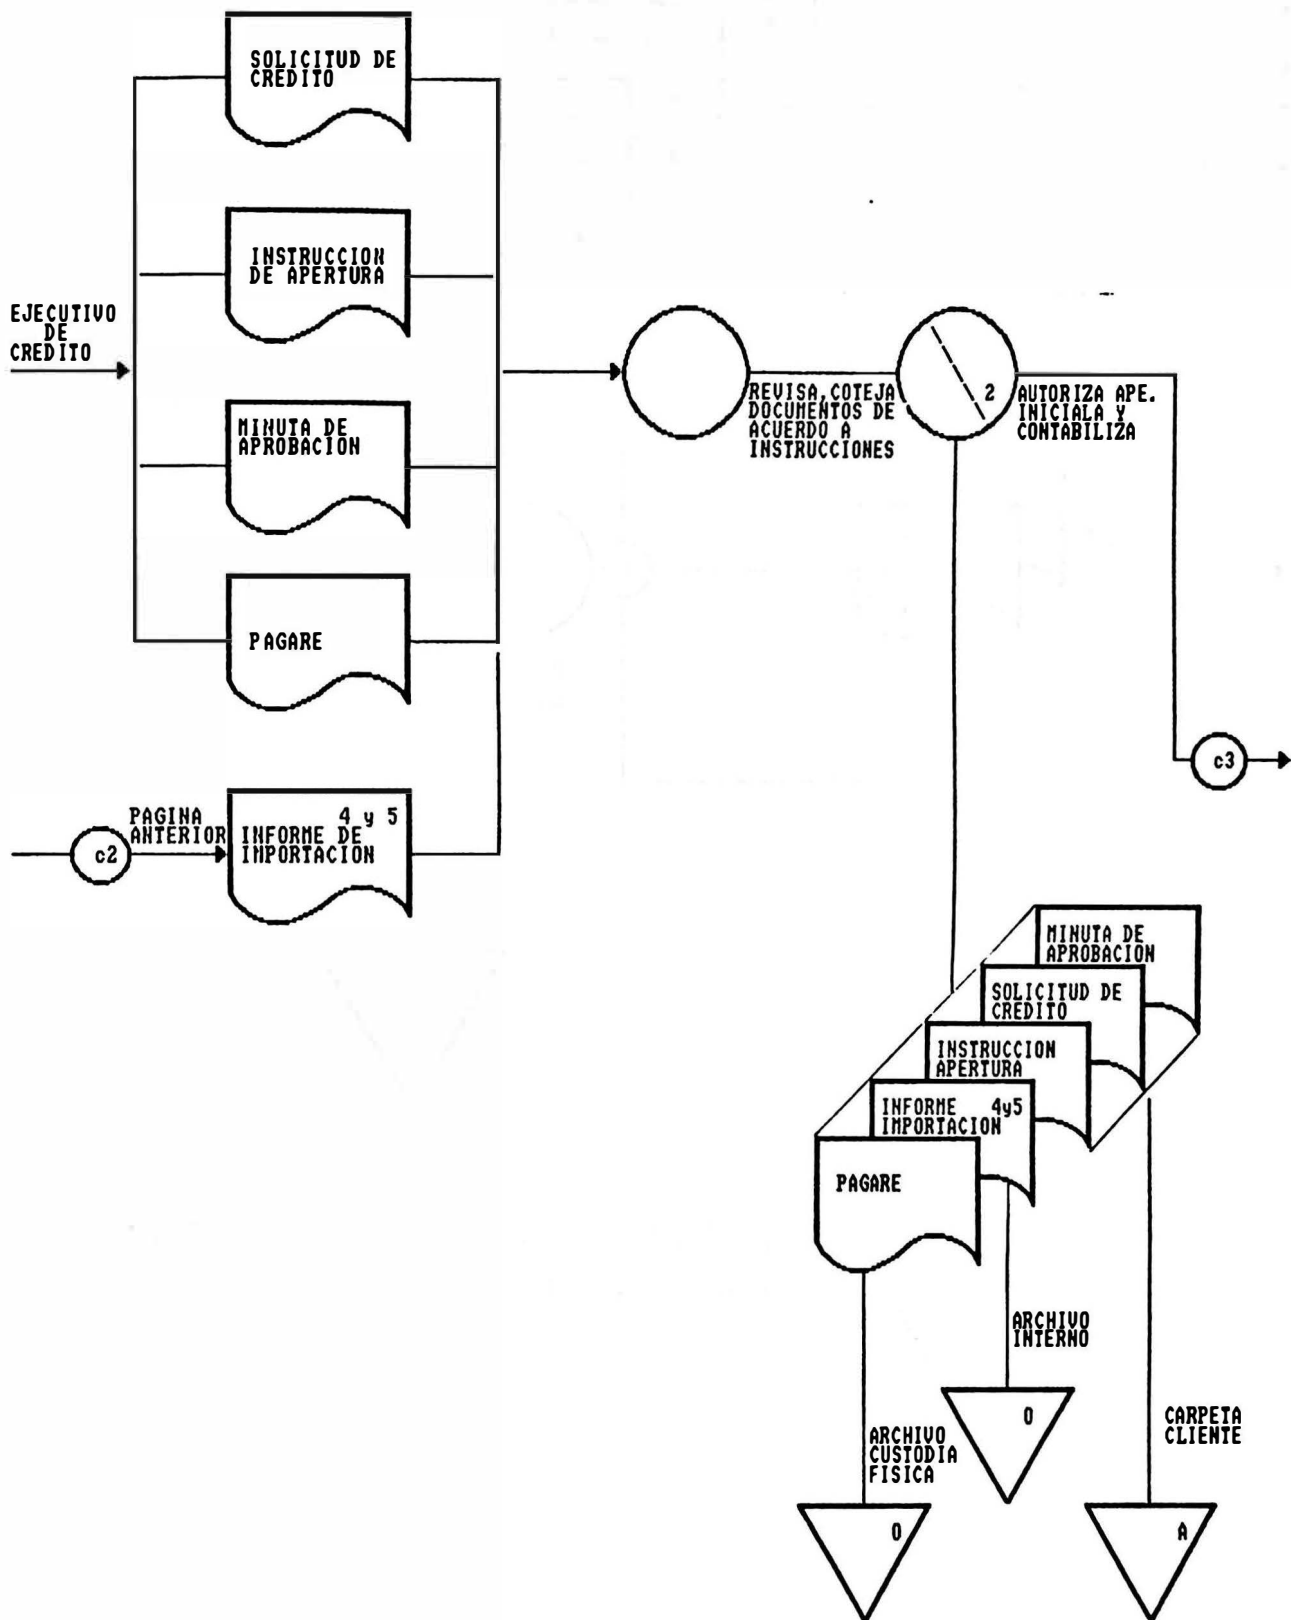 SOLICITUD DE
CREDITO
INSTRUCCION
DE APERTURA
EJECUTIVO
DE
CREDITO
MINUTA DE
APROBACION
PAGARE
REVISA, COTEJA
DOCUMENTOS DE
ACUERDO A
INSTRUCCIONES
2
AUTORIZA APE.
INICIALA Y
CONTABILIZA
c3
c2
PAGINA
ANTERIOR
4 y 5
INFORME DE
IMPORTACION
MINUTA DE
APROBACION
SOLICITUD DE
CREDITO
INSTRUCCION
APERTURA
INFORME 4y5
IMPORTACION
PAGARE
ARCHIVO
INTERNO
0
ARCHIVO
CUSTODIA
FISICA
0
CARPETA
CLIENTE
A